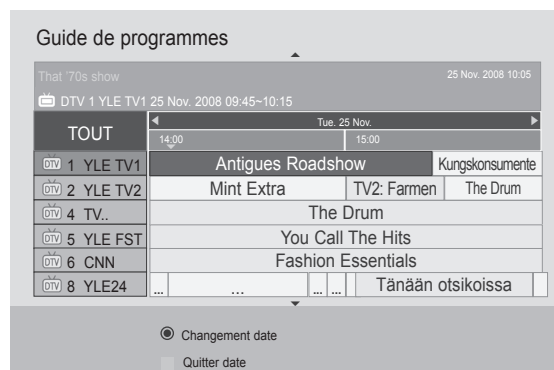 Guide de programmes
That '70s show 25 Nov. 2008 10:05
DTV 1 YLE TV1 25 Nov. 2008 09:45~10:15
TOUT
Tue. 25 Nov.
14:00 15:00
DTV 1 YLE TV1 Antigues Roadshow Kungskonsumente
DTV 2 YLE TV2 Mint Extra TV2: Farmen The Drum
DTV 4 TV.. The Drum
DTV 5 YLE FST You Call The Hits
DTV 6 CNN Fashion Essentials
DTV 8 YLE24 ... ... ... ... Tänään otsikoissa
Changement date
Quitter date